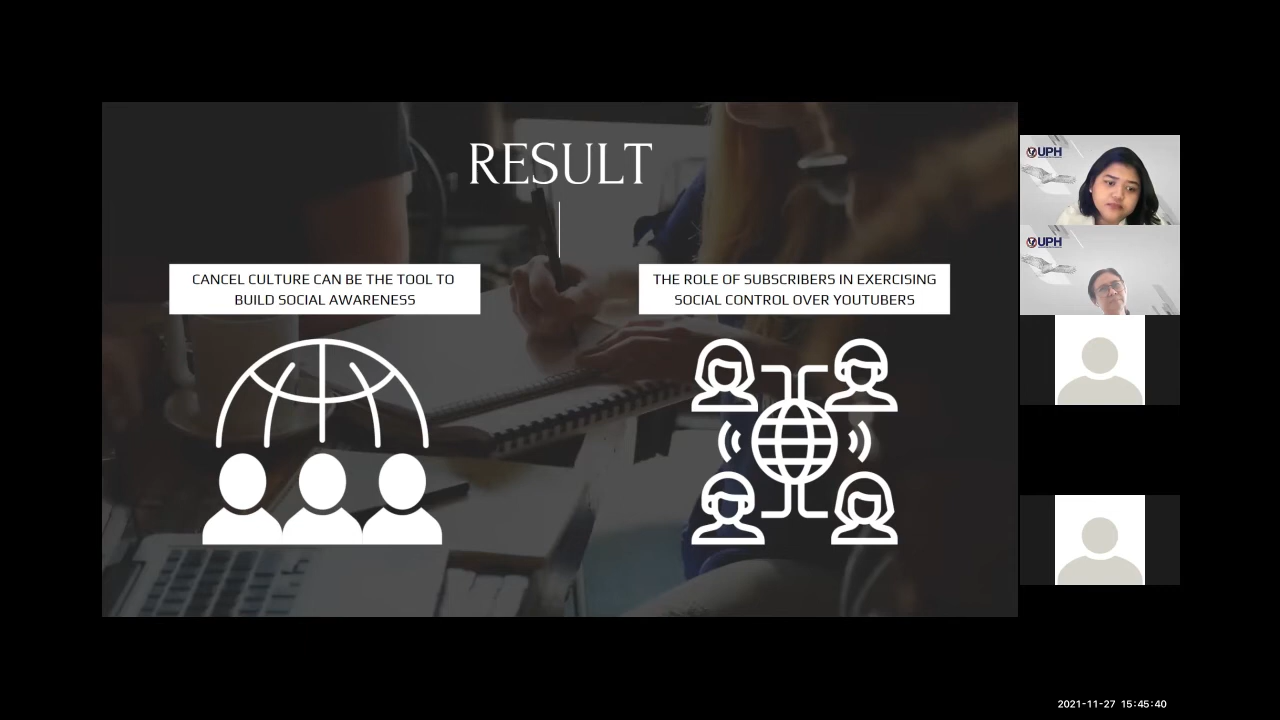 RESULT
CANCEL CULTURE CAN BE THE TOOL TO
BUILD SOCIAL AWARENESS
THE ROLE OF SUBSCRIBERS IN EXERCISING
SOCIAL CONTROL OVER YOUTUBERS
UPH
UPH
2021-11-27 15:45:40